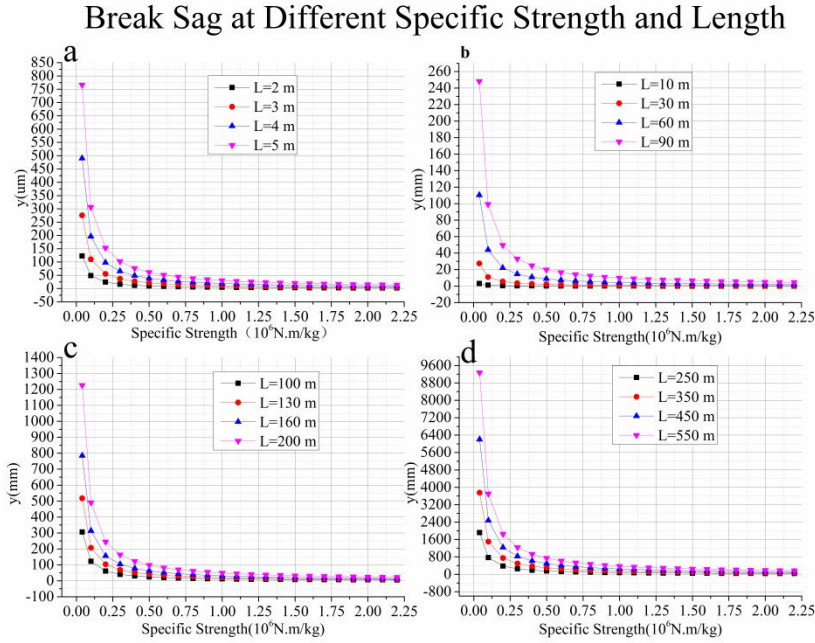 Break Sag at Different Specific Strength and Length
a
850
800
750
700
650
600
550
500
450
400
350
300
250
200
150
100
50
0
-50
y(um)
L=2 m
L=3 m
L=4 m
L=5 m
0.00 0.25 0.50 0.75 1.00 1.25 1.50 1.75 2.00 2.25
Specific Strength（10⁶N.m/kg）
b
260
240
220
200
180
160
140
120
100
80
60
40
20
0
-20
y(mm)
L=10 m
L=30 m
L=60 m
L=90 m
0.00 0.25 0.50 0.75 1.00 1.25 1.50 1.75 2.00 2.25
Specific Strength(10⁶N.m/kg)
c
1400
1300
1200
1100
1000
900
800
700
600
500
400
300
200
100
0
-100
y(mm)
L=100 m
L=130 m
L=160 m
L=200 m
0.00 0.25 0.50 0.75 1.00 1.25 1.50 1.75 2.00 2.25
Specific Strength(10⁶N.m/kg)
d
9600
8800
8000
7200
6400
5600
4800
4000
3200
2400
1600
800
0
-800
y(mm)
L=250 m
L=350 m
L=450 m
L=550 m
0.00 0.25 0.50 0.75 1.00 1.25 1.50 1.75 2.00 2.25
Specific Strength(10⁶N.m/kg)